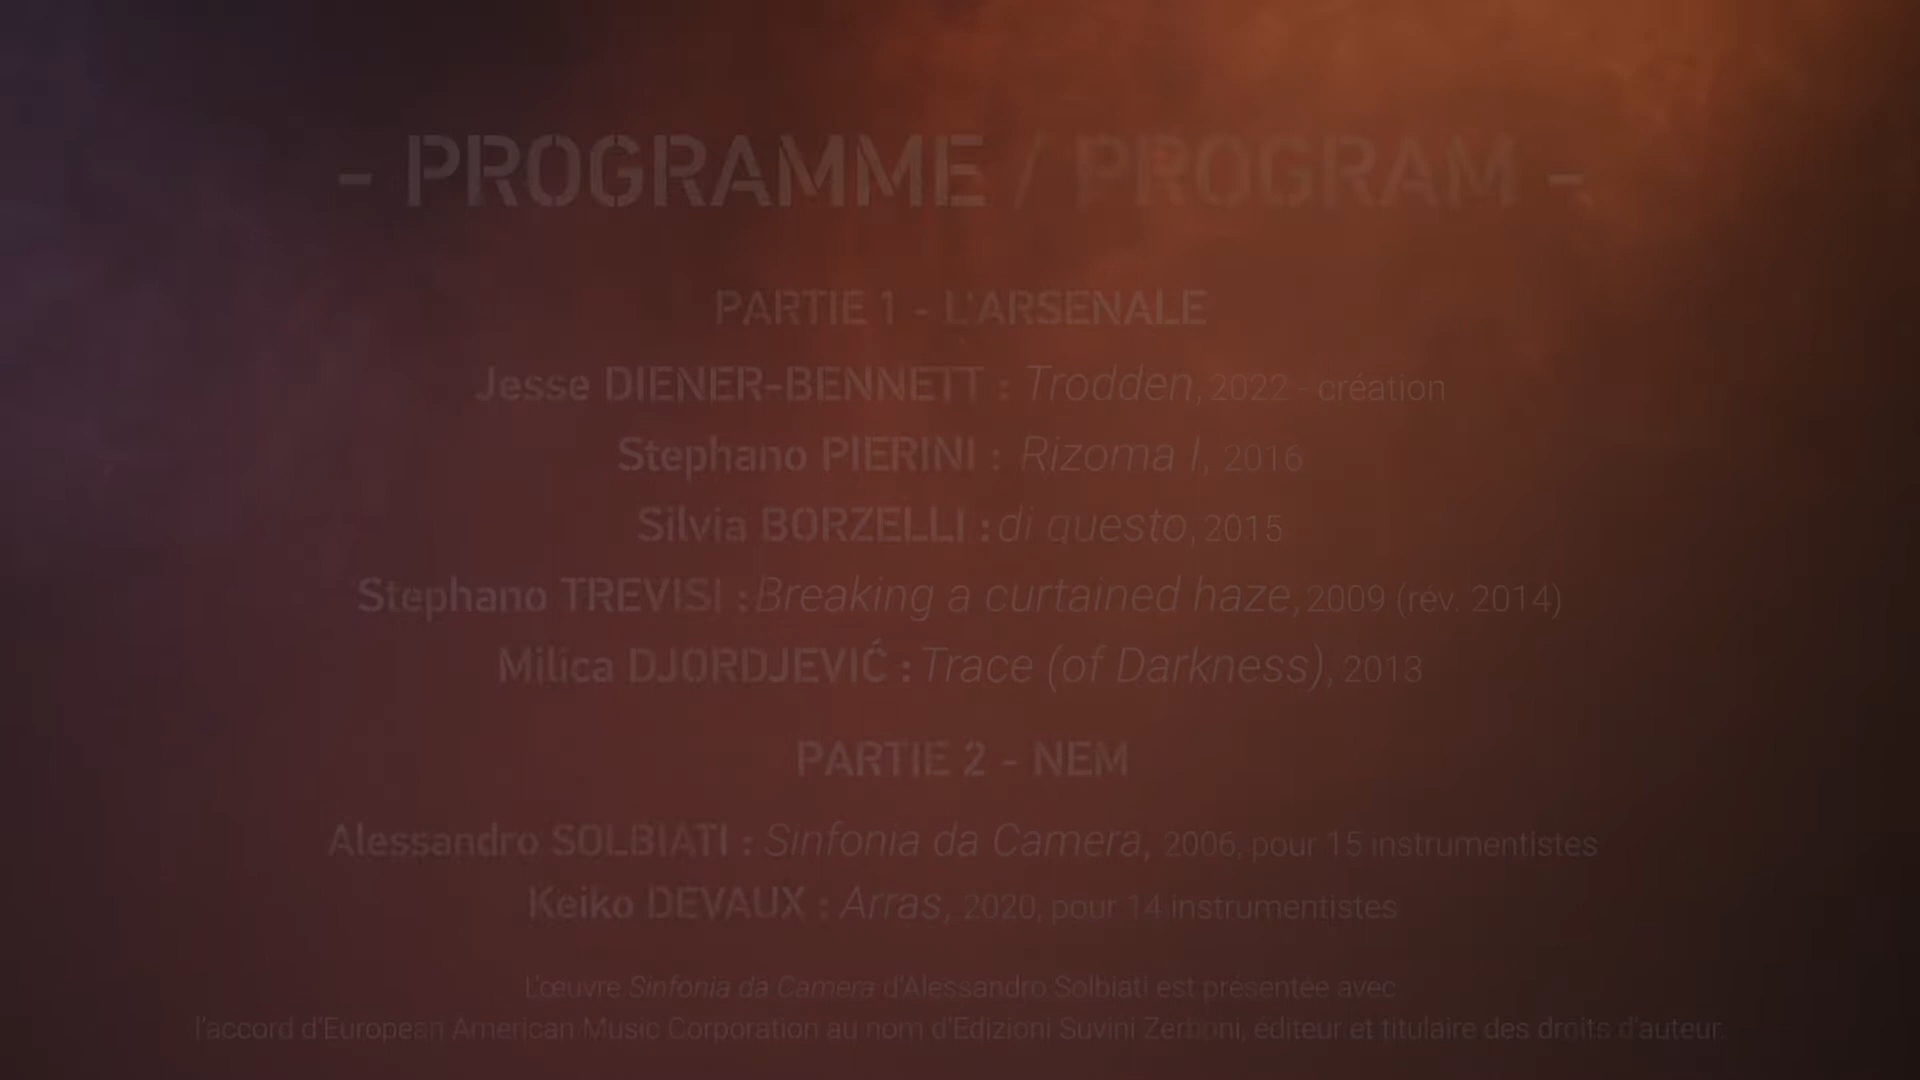 - PROGRAMME / PROGRAM -
PARTIE 1 - L'ARSENALE
Jesse DIENER-BENNETT : Trodden, 2022 - création
Stephano PIERINI : Rizoma I, 2016
Silvia BORZELLI : di questo, 2015
Stephano TREVISI : Breaking a curtained haze, 2009 (rév. 2014)
Milica DJORDJEVIĆ : Trace (of Darkness), 2013
PARTIE 2 - NEM
Alessandro SOLBIATI : Sinfonia da Camera, 2006, pour 15 instrumentistes
Keiko DEVAUX : Arras, 2020, pour 14 instrumentistes
L'œuvre Sinfonia da Camera d'Alessandro Solbiati est présentée avec
l'accord d'European American Music Corporation au nom d'Edizioni Suvini Zerboni, éditeur et titulaire des droits d'auteur.